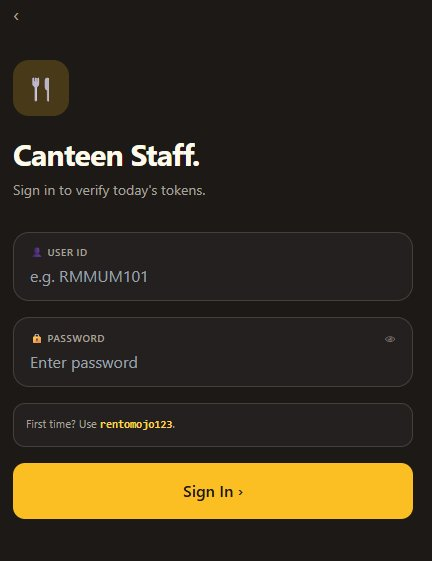 ‹
Canteen Staff.
Sign in to verify today's tokens.
USER ID
e.g. RMMUM101
PASSWORD
Enter password
First time? Use rentomojo123.
Sign In ›